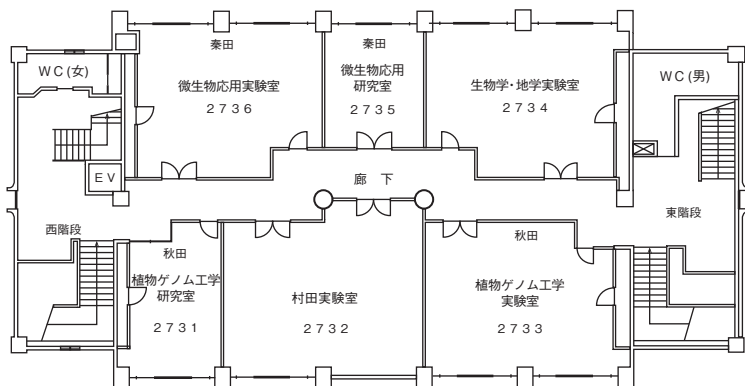 秦田
秦田
WC(女)
微生物応用実験室
2736
微生物応用
研究室
2735
生物学・地学実験室
2734
WC(男)
EV
廊 下
西階段
東階段
秋田
植物ゲノム工学
研究室
2731
村田実験室
2732
秋田
植物ゲノム工学
実験室
2733